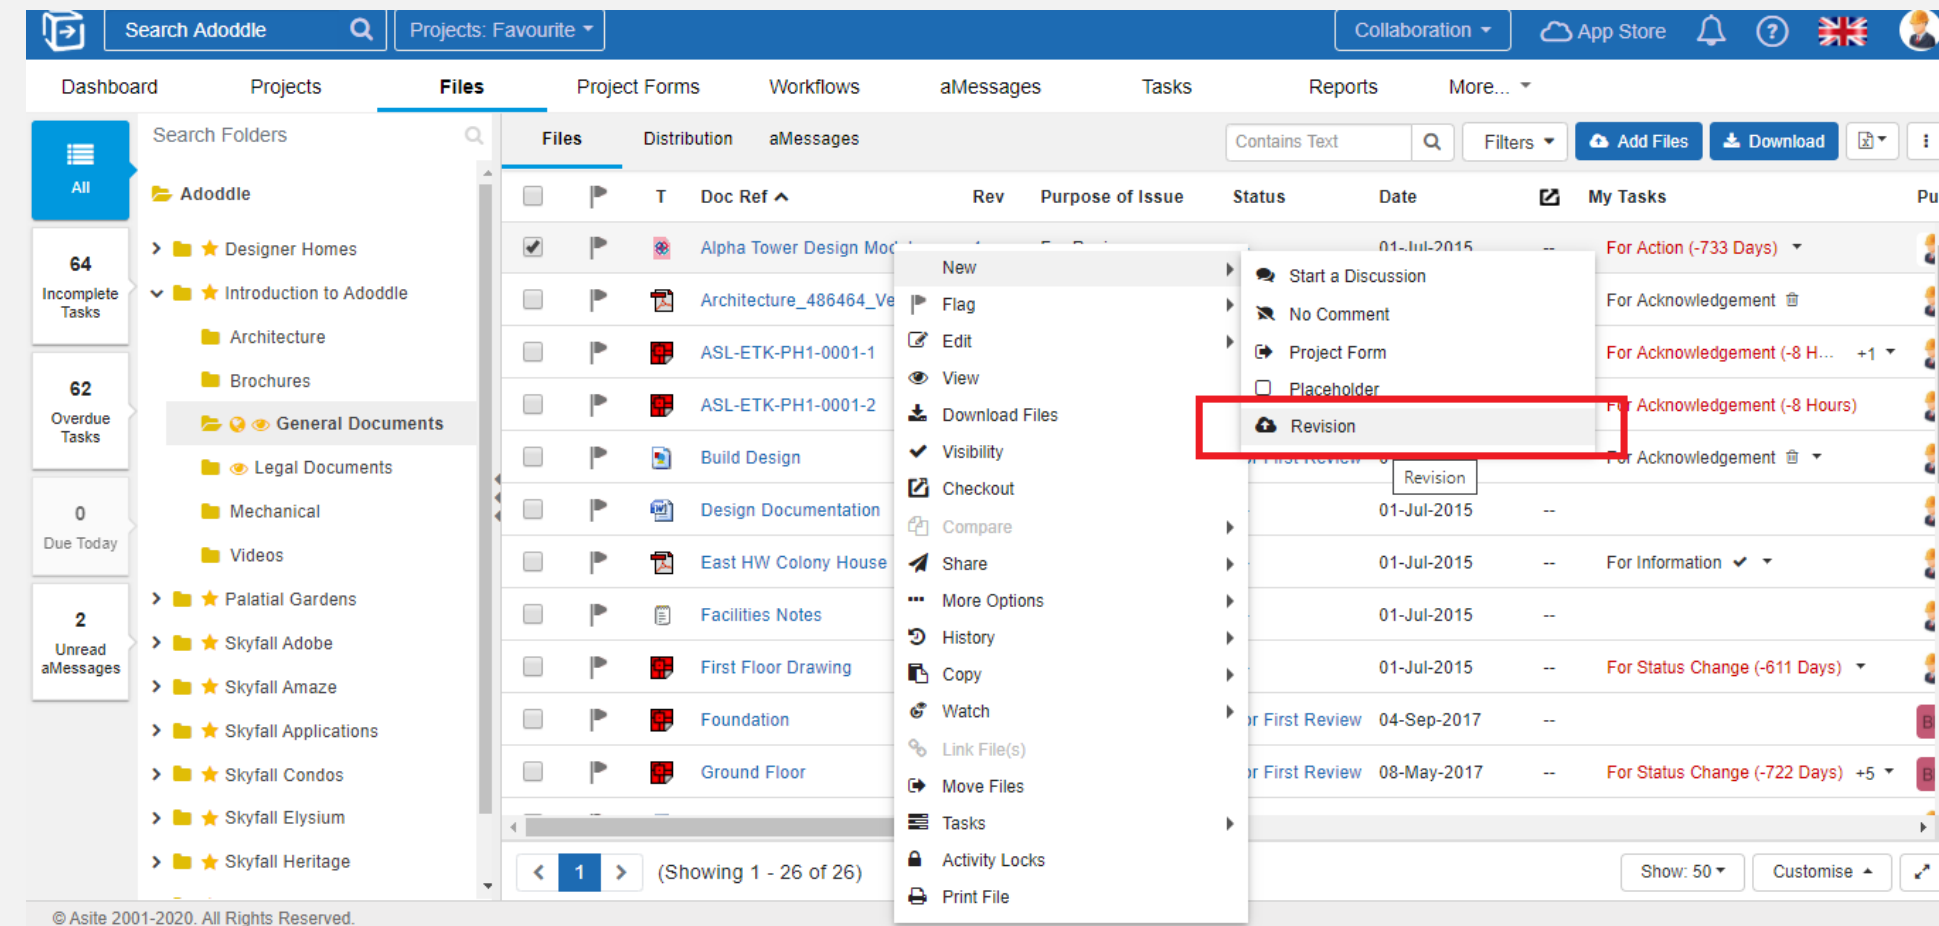 Search Adoddle
Projects: Favourite
Collaboration
App Store
Dashboard
Projects
Files
Project Forms
Workflows
aMessages
Tasks
Reports
More...
All
64
Incomplete
Tasks
62
Overdue
Tasks
0
Due Today
2
Unread
aMessages
Search Folders
Adoddle
Designer Homes
Introduction to Adoddle
Architecture
Brochures
General Documents
Legal Documents
Mechanical
Videos
Palatial Gardens
Skyfall Adobe
Skyfall Amaze
Skyfall Applications
Skyfall Condos
Skyfall Elysium
Skyfall Heritage
Files
Distribution
aMessages
Contains Text
Filters
Add Files
Download
T Doc Ref Rev Purpose of Issue Status Date My Tasks Pu
Alpha Tower Design 01-Jul-2015 -- For Action (-733 Days)
Architecture_486464_Ve For Acknowledgement
ASL-ETK-PH1-0001-1 For Acknowledgement (-8 H... +1
ASL-ETK-PH1-0001-2 For Acknowledgement (-8 Hours)
Build Design First Review For Acknowledgement
Design Documentation 01-Jul-2015 --
East HW Colony House 01-Jul-2015 -- For Information
Facilities Notes 01-Jul-2015 --
First Floor Drawing 01-Jul-2015 -- For Status Change (-611 Days)
Foundation or First Review 04-Sep-2017 -- B
Ground Floor or First Review 08-May-2017 -- For Status Change (-722 Days) +5 B
New
Flag
Edit
View
Download Files
Visibility
Checkout
Compare
Share
More Options
History
Copy
Watch
Link File(s)
Move Files
Tasks
Activity Locks
Print File
Start a Discussion
No Comment
Project Form
Placeholder
Revision
Revision
1
(Showing 1 - 26 of 26)
Show: 50
Customise
© Asite 2001-2020. All Rights Reserved.